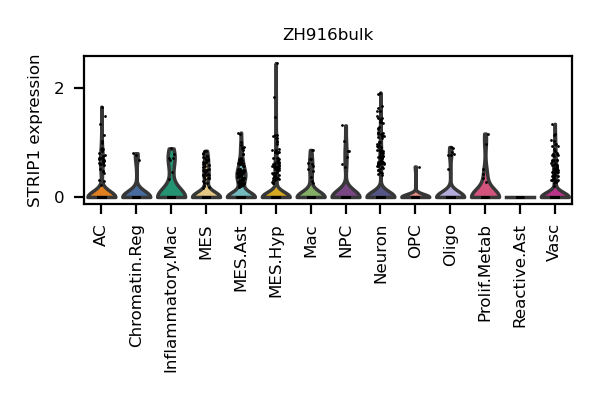 ZH916bulk
STRIP1 expression
2
0
AC
Chromatin.Reg
Inflammatory.Mac
MES
MES.Ast
MES.Hyp
Mac
NPC
Neuron
OPC
Oligo
Prolif.Metab
Reactive.Ast
Vasc